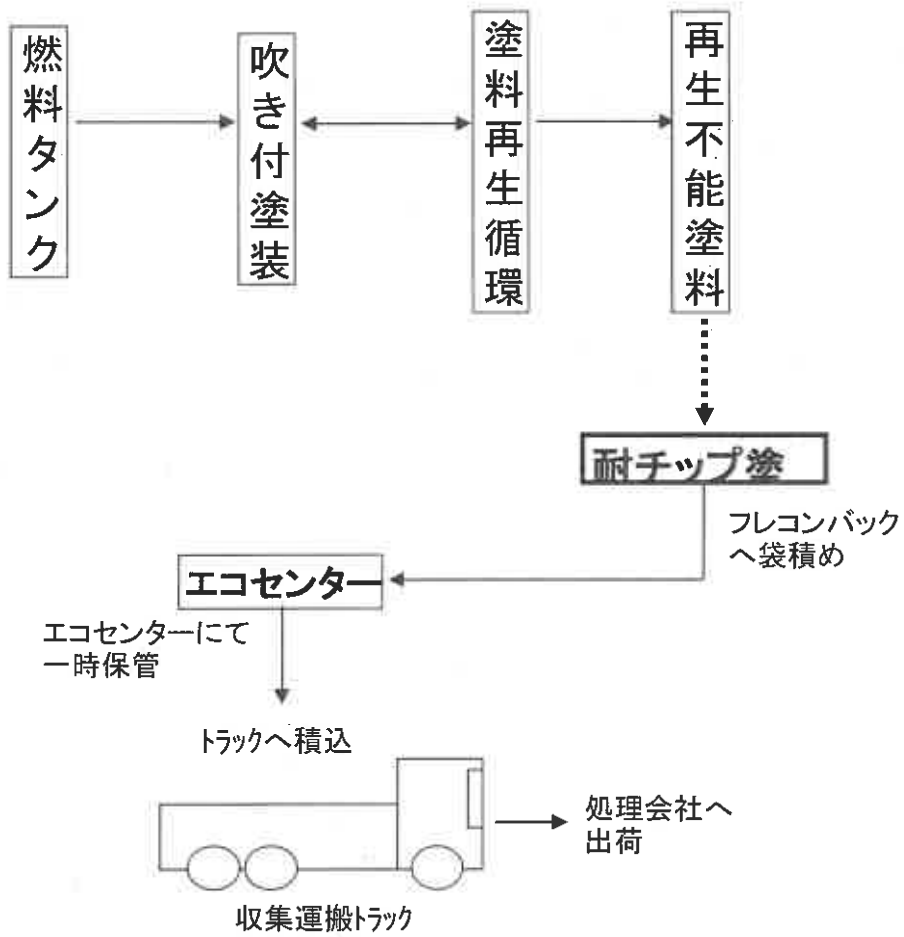 燃料タンク
吹き付塗装
塗料再生循環
再生不能塗料
耐チップ塗
フレコンバック
へ袋積め
エコセンター
エコセンターにて
一時保管
トラックへ積込
処理会社へ
出荷
収集運搬トラック